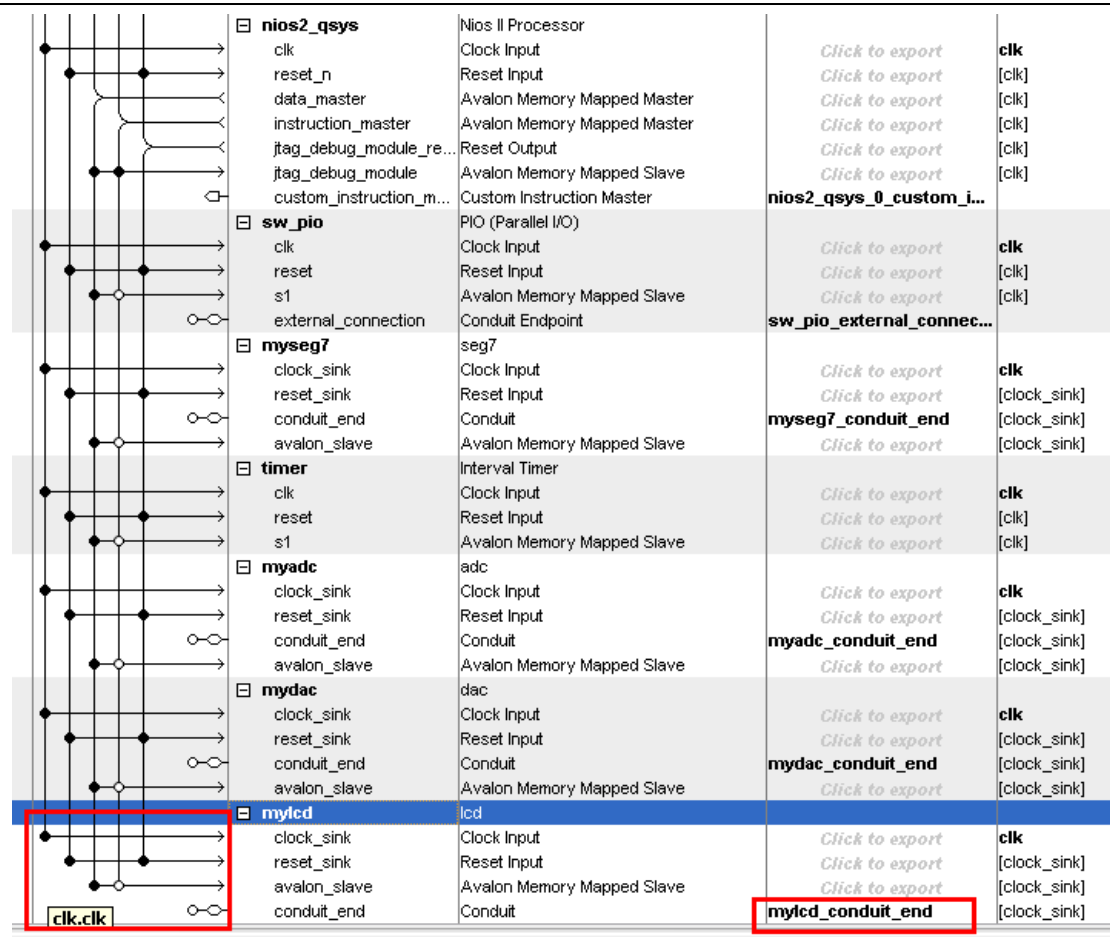 nios2_qsys Nios II Processor
clk Clock Input Click to export clk
reset_n Reset Input Click to export [clk]
data_master Avalon Memory Mapped Master Click to export [clk]
instruction_master Avalon Memory Mapped Master Click to export [clk]
jtag_debug_module_re... Reset Output Click to export [clk]
jtag_debug_module Avalon Memory Mapped Slave Click to export [clk]
custom_instruction_m... Custom Instruction Master nios2_qsys_0_custom_i...
sw_pio PIO (Parallel I/O)
clk Clock Input Click to export clk
reset Reset Input Click to export [clk]
s1 Avalon Memory Mapped Slave Click to export [clk]
external_connection Conduit Endpoint sw_pio_external_connec...
myseg7 seg7
clock_sink Clock Input Click to export clk
reset_sink Reset Input Click to export [clock_sink]
conduit_end Conduit myseg7_conduit_end [clock_sink]
avalon_slave Avalon Memory Mapped Slave Click to export [clock_sink]
timer Interval Timer
clk Clock Input Click to export clk
reset Reset Input Click to export [clk]
s1 Avalon Memory Mapped Slave Click to export [clk]
myadc adc
clock_sink Clock Input Click to export clk
reset_sink Reset Input Click to export [clock_sink]
conduit_end Conduit myadc_conduit_end [clock_sink]
avalon_slave Avalon Memory Mapped Slave Click to export [clock_sink]
mydac dac
clock_sink Clock Input Click to export clk
reset_sink Reset Input Click to export [clock_sink]
conduit_end Conduit mydac_conduit_end [clock_sink]
avalon_slave Avalon Memory Mapped Slave Click to export [clock_sink]
mylcd lcd
clock_sink Clock Input Click to export clk
reset_sink Reset Input Click to export [clock_sink]
avalon_slave Avalon Memory Mapped Slave Click to export [clock_sink]
clk.clk conduit_end Conduit mylcd_conduit_end [clock_sink]